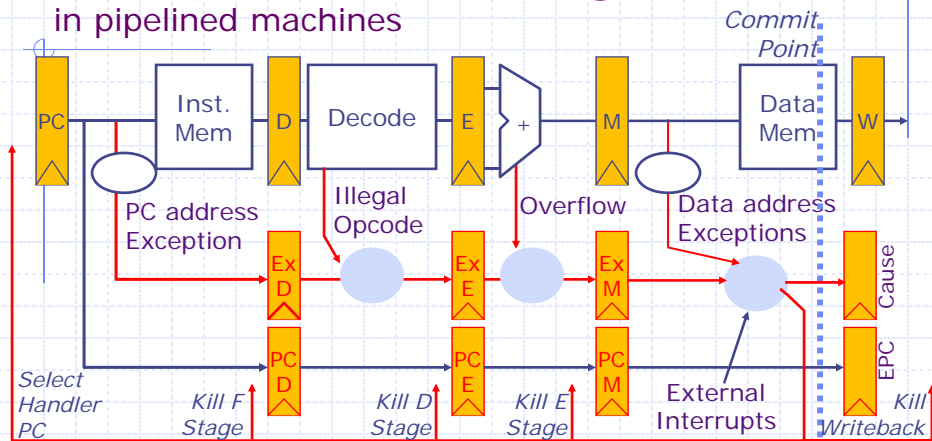 in pipelined machines
Commit
Point
PC
Inst.
Mem
D
Decode
E
+
M
Data
Mem
W
PC address
Exception
Illegal
Opcode
Overflow
Data address
Exceptions
Ex
D
Ex
E
Ex
M
Cause
PC
D
PC
E
PC
M
EPC
Select
Handler
PC
Kill F
Stage
Kill D
Stage
Kill E
Stage
External
Interrupts
Kill
Writeback